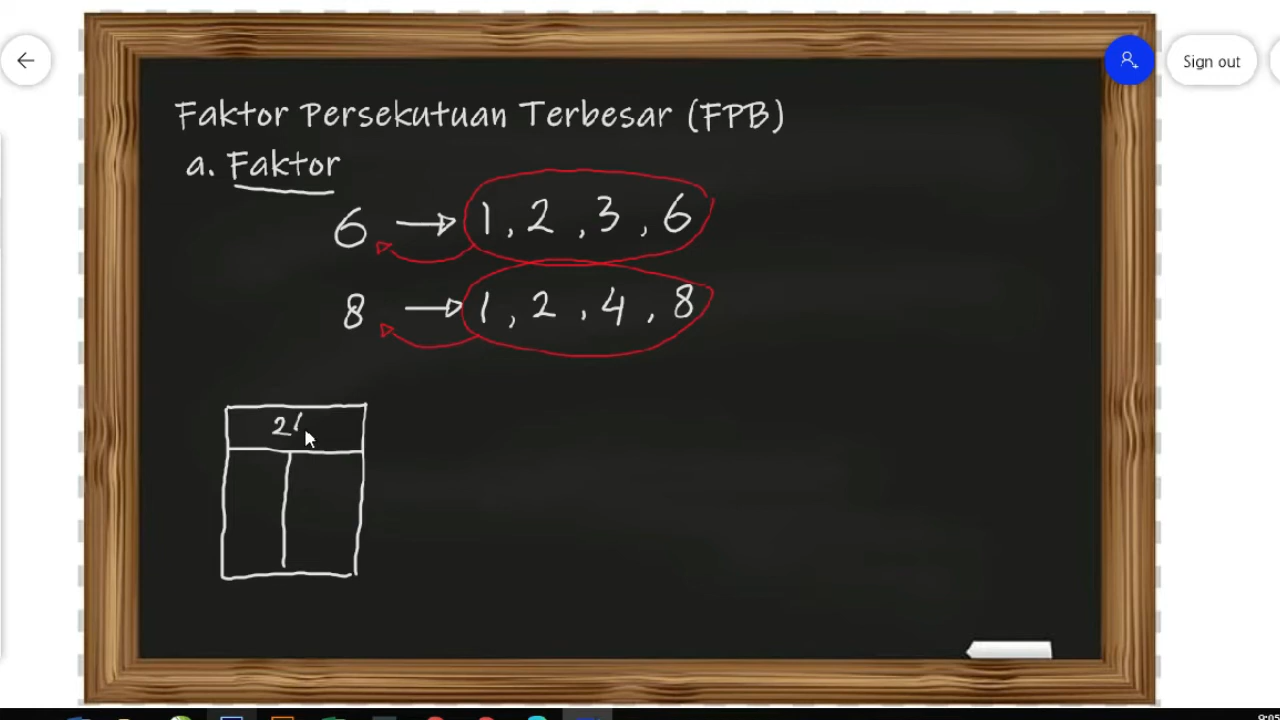 Sign out
Faktor Persekutuan Terbesar (FPB)
a. Faktor
6 → 1, 2, 3, 6
8 → 1, 2, 4, 8